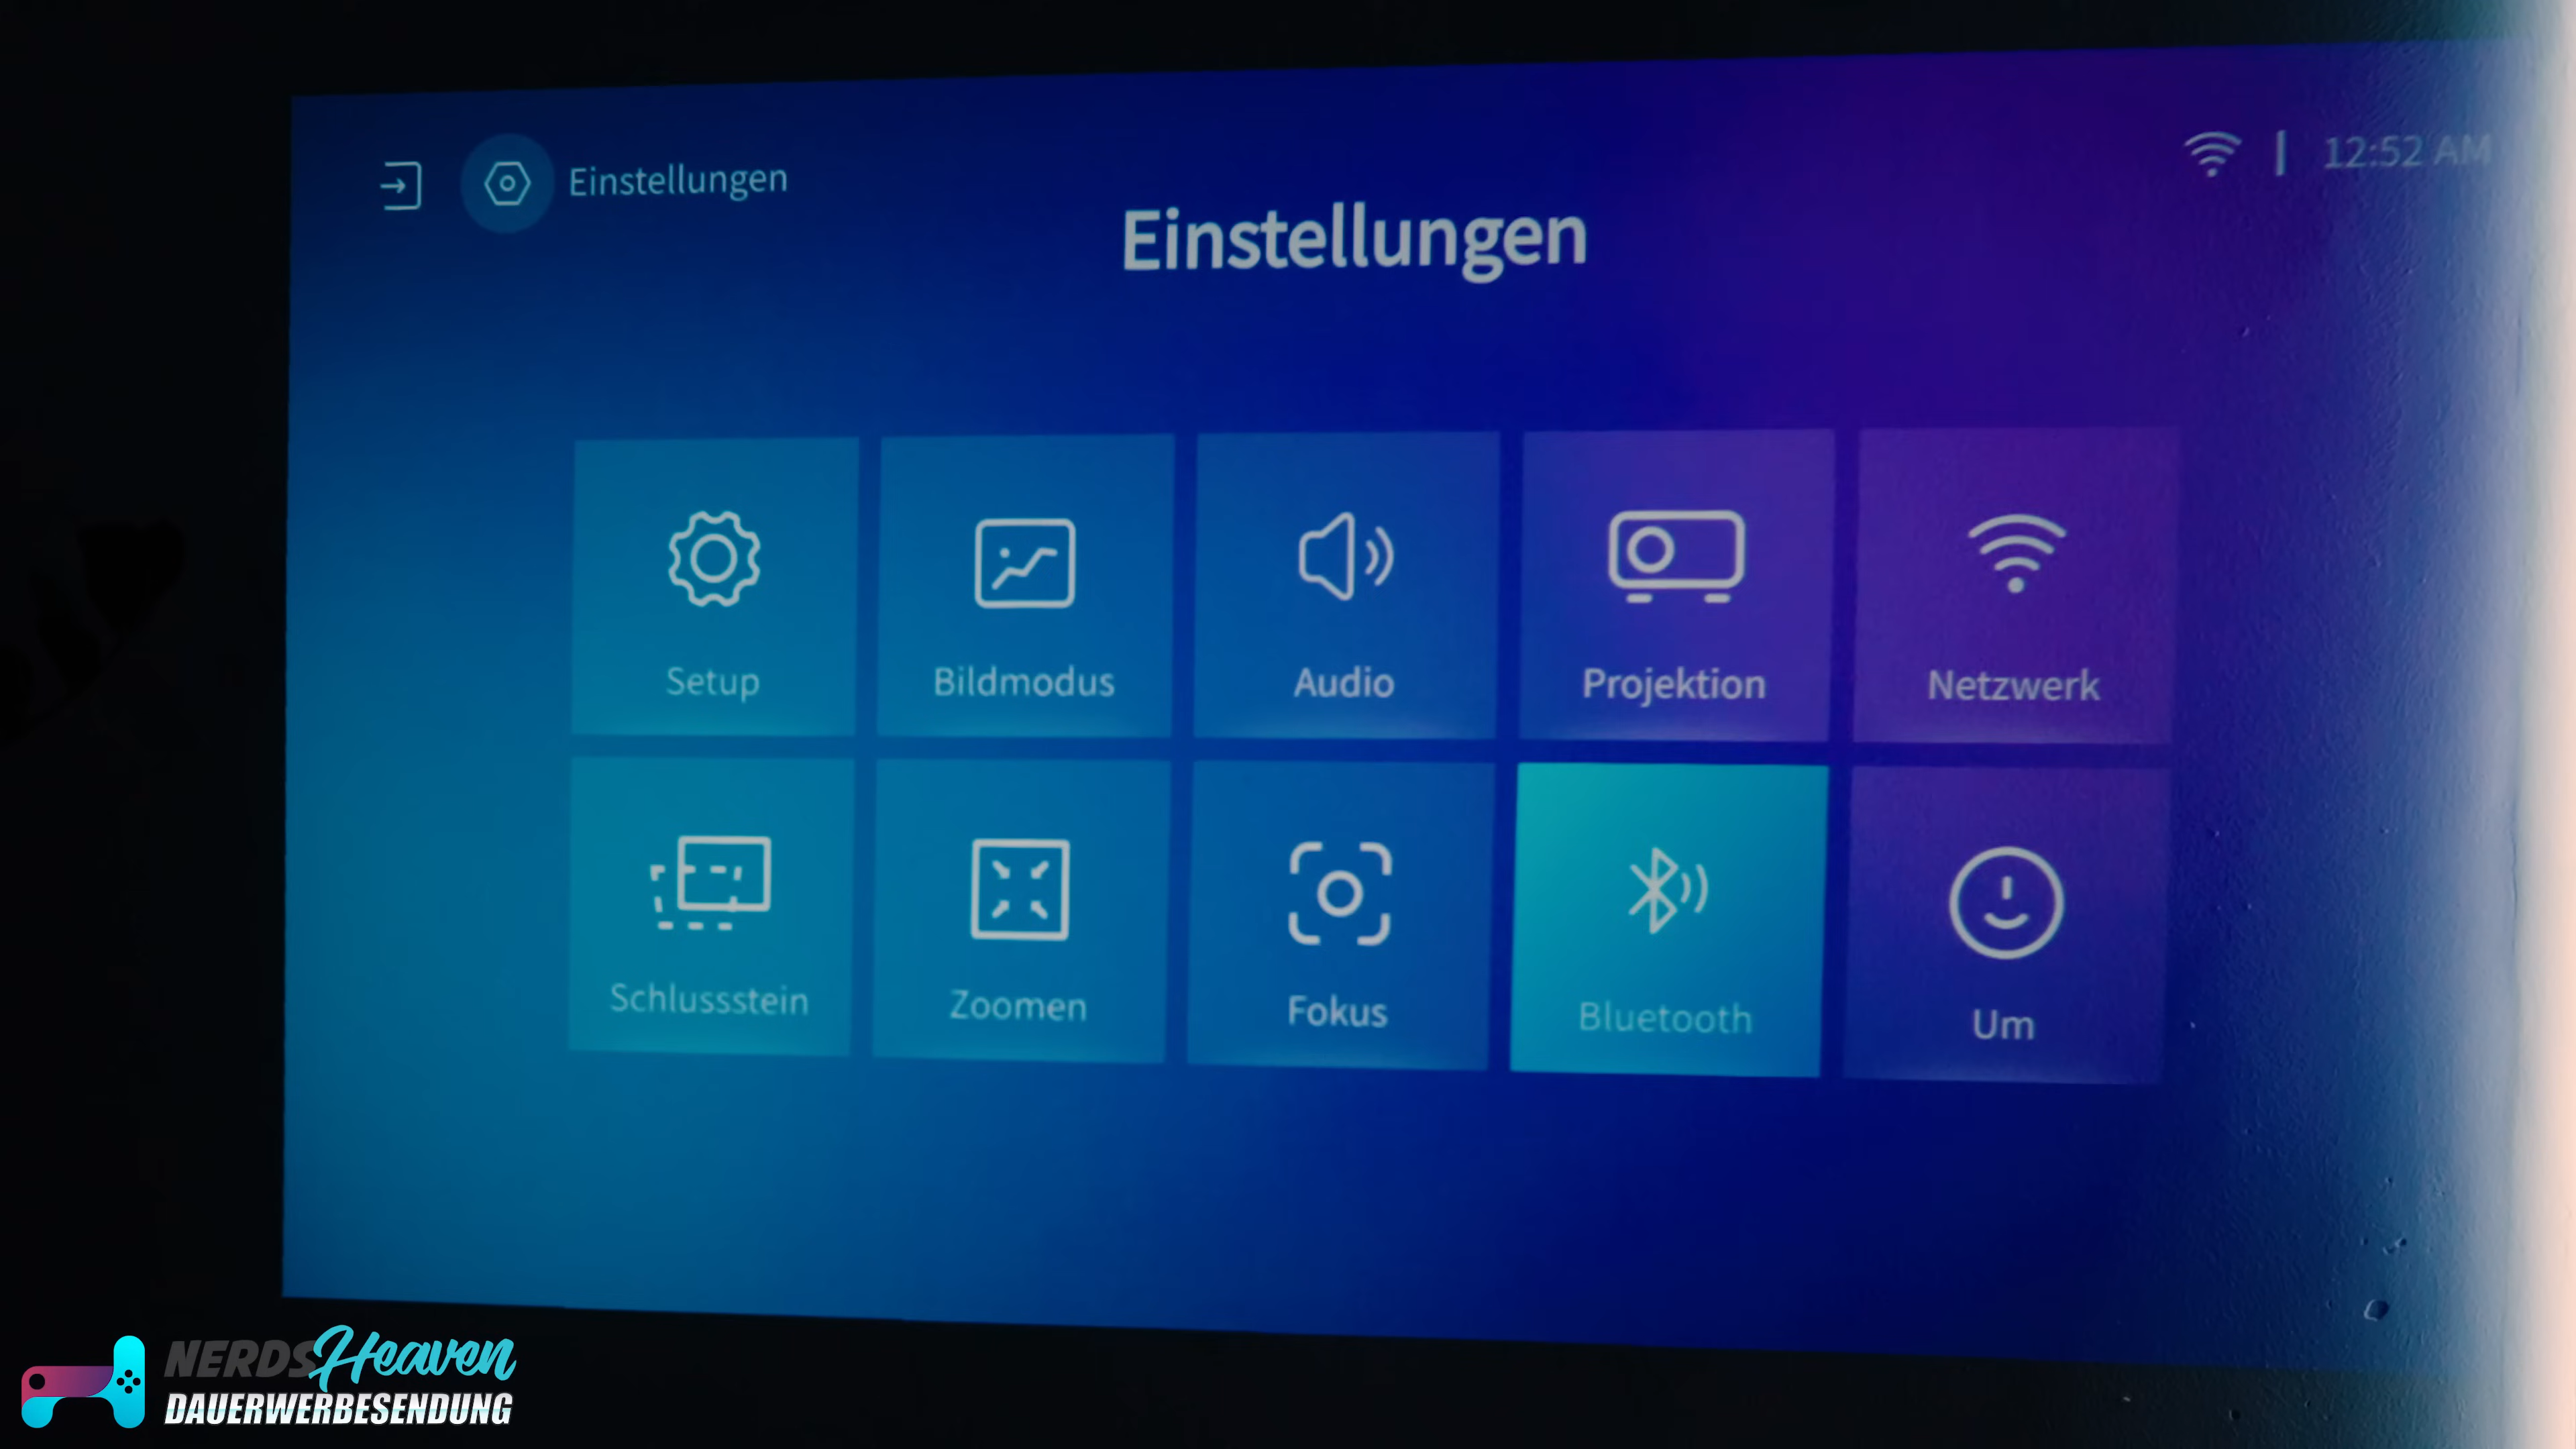 Einstellungen
12:52 AM
Einstellungen
Setup
Bildmodus
Audio
Projektion
Netzwerk
Schlussstein
Zoomen
Fokus
Bluetooth
Um
NERDS Heaven
DAUERWERBESENDUNG